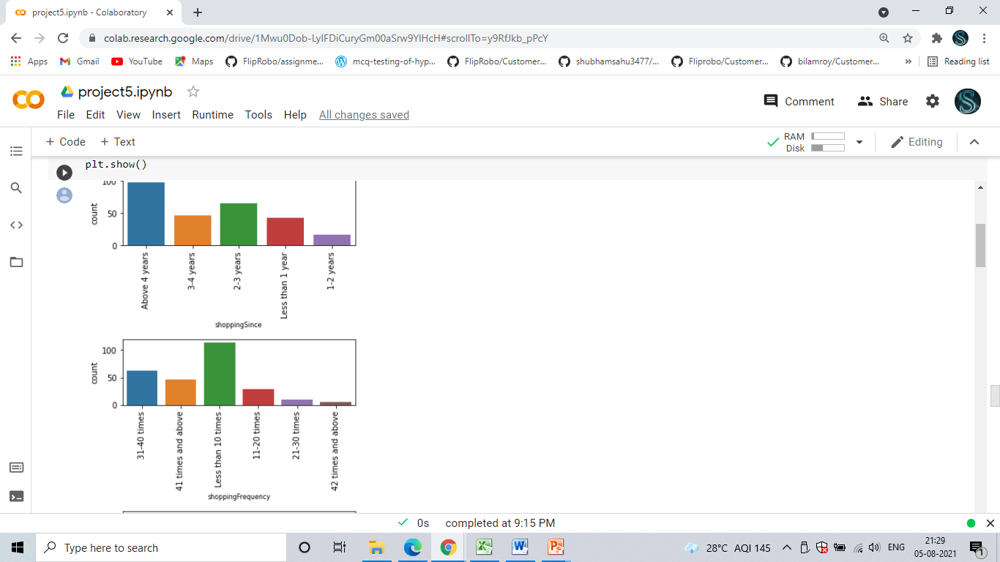 project5.ipynb - Colaboratory
colab.research.google.com/drive/1Mwu0Dob-LyIFDiCuryGm00aSrw9YlHcH#scrollTo=y9RfJkb_pPcY
Apps Gmail YouTube Maps FlipRobo/assignme... mcq-testing-of-hyp... FlipRobo/Customer... shubhamsahu3477/... Fliprobo/Customer... bilamroy/Customer... » Reading list
project5.ipynb
Comment Share
File Edit View Insert Runtime Tools Help All changes saved
+ Code + Text
RAM
Disk
Editing
plt.show()
100
50
0
count
Above 4 years
3-4 years
2-3 years
Less than 1 year
1-2 years
shoppingSince
100
50
0
count
31-40 times
41 times and above
Less than 10 times
11-20 times
21-30 times
42 times and above
shoppingFrequency
0s completed at 9:15 PM
Type here to search
28°C AQI 145
ENG
21:29
05-08-2021
1